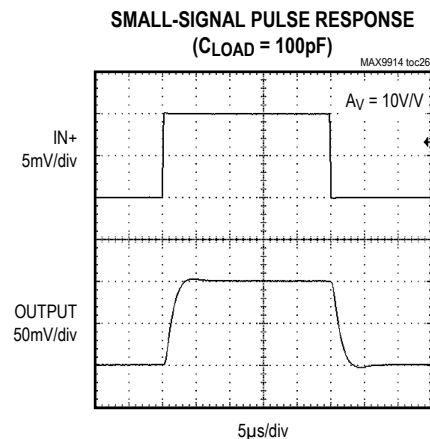 SMALL-SIGNAL PULSE RESPONSE
(CLOAD = 100pF)
MAX9914 toc26
AV = 10V/V
IN+
5mV/div
OUTPUT
50mV/div
5µs/div